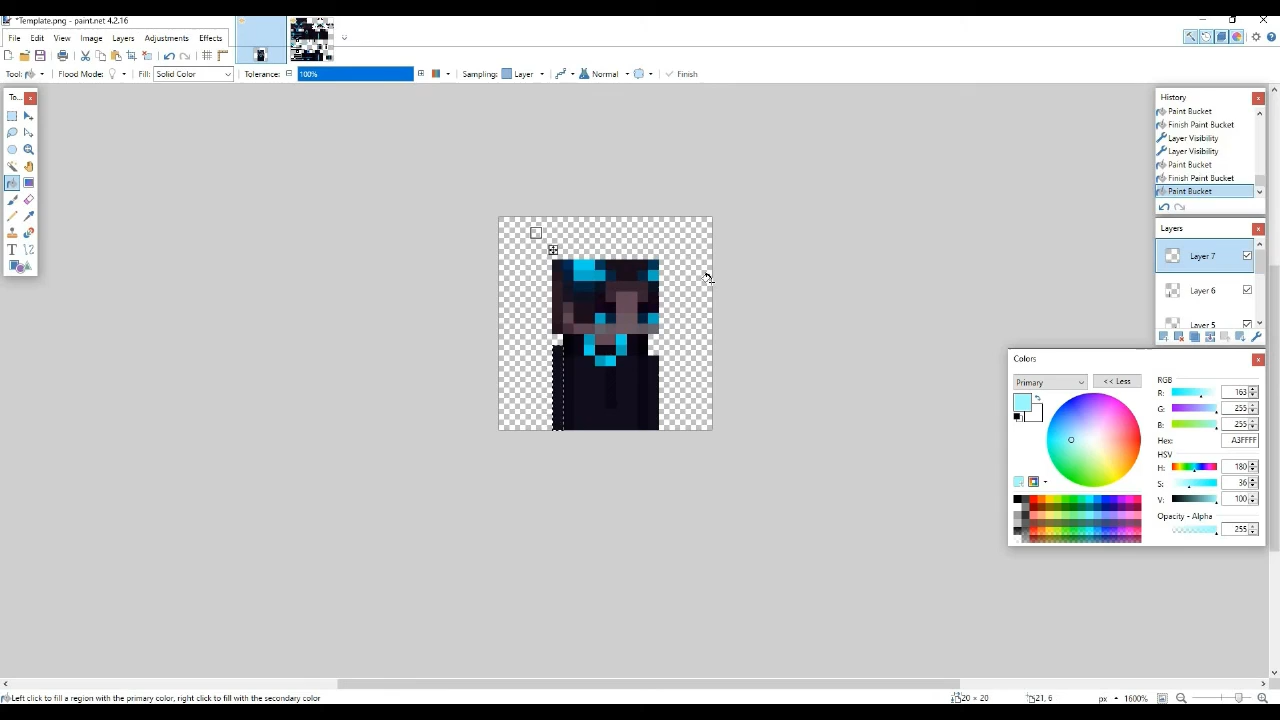 *Template.png - paint.net 4.2.16
File Edit View Image Layers Adjustments Effects
Tool: Flood Mode: Fill: Solid Color Tolerance: 100% Sampling: Layer Normal Finish
To...
History
Paint Bucket
Finish Paint Bucket
Layer Visibility
Layer Visibility
Paint Bucket
Finish Paint Bucket
Paint Bucket
Layers
Layer 7
Layer 6
Layer 5
Colors
Primary << Less
RGB
R: 163
G: 255
B: 255
Hex: A3FFFF
HSV
H: 180
S: 36
V: 100
Opacity - Alpha
255
Left click to fill a region with the primary color, right click to fill with the secondary color 20 × 20 21, 6 px 1600%